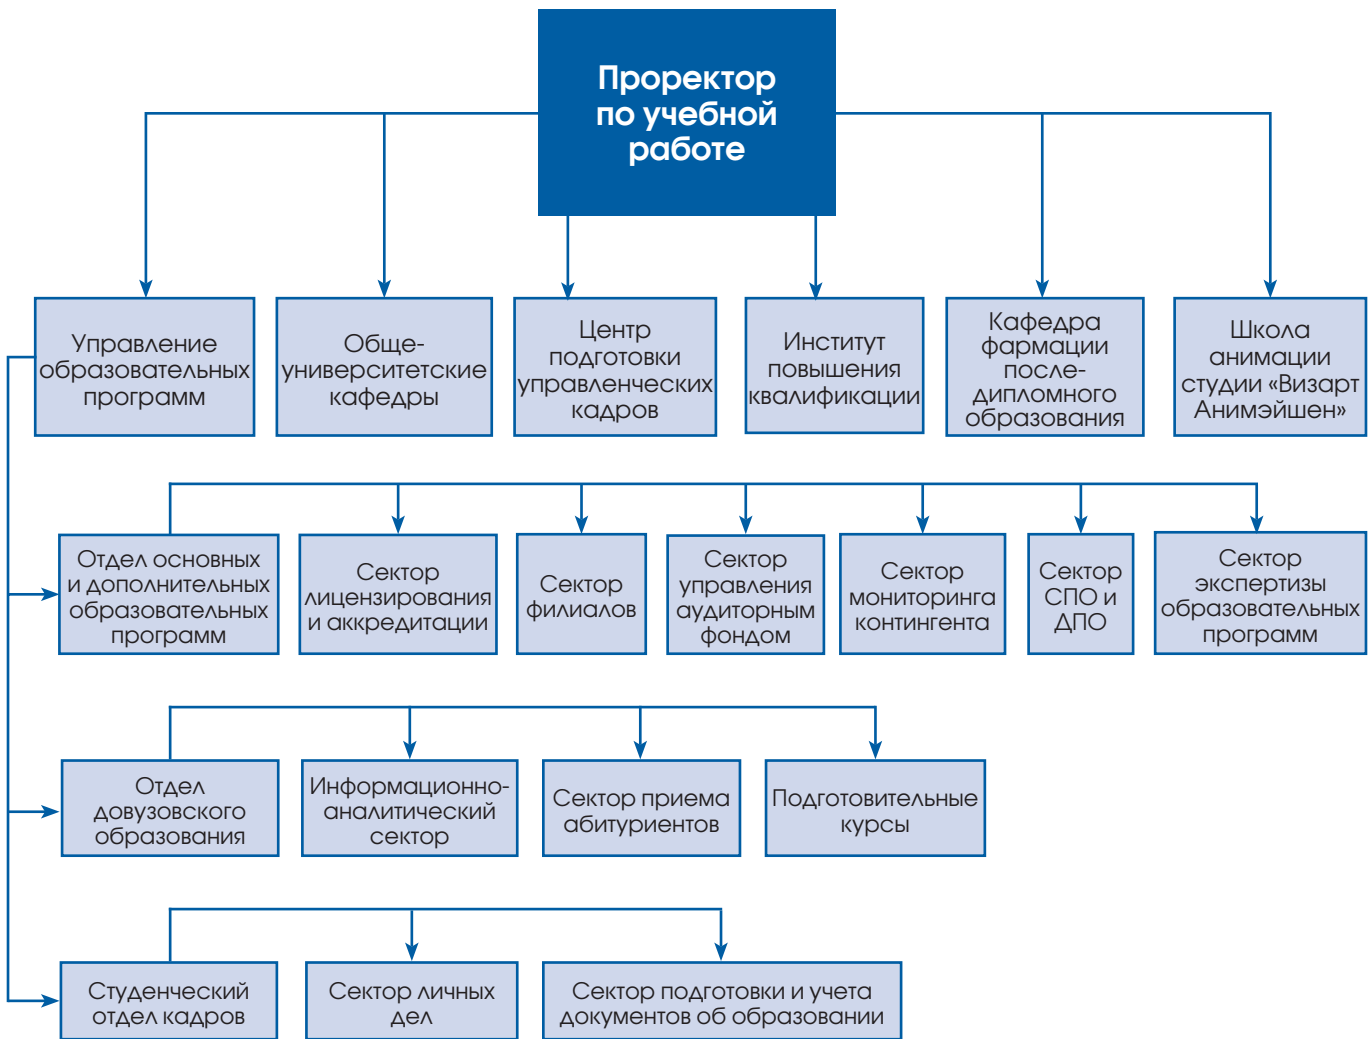 Проректор
по учебной
работе
Управление
образовательных
программ
Обще-
университетские
кафедры
Центр
подготовки
управленческих
кадров
Институт
повышения
квалификации
Кафедра
фармации
после-
дипломного
образования
Школа
анимации
студии «Визарт
Анимэйшен»
Отдел основных
и дополнительных
образовательных
программ
Сектор
лицензирования
и аккредитации
Сектор
филиалов
Сектор
управления
аудиторным
фондом
Сектор
мониторинга
контингента
Сектор
СПО и
ДПО
Сектор
экспертизы
образовательных
программ
Отдел
довузовского
образования
Информационно-
аналитический
сектор
Сектор приема
абитуриентов
Подготовительные
курсы
Студенческий
отдел кадров
Сектор личных
дел
Сектор подготовки и учета
документов об образовании